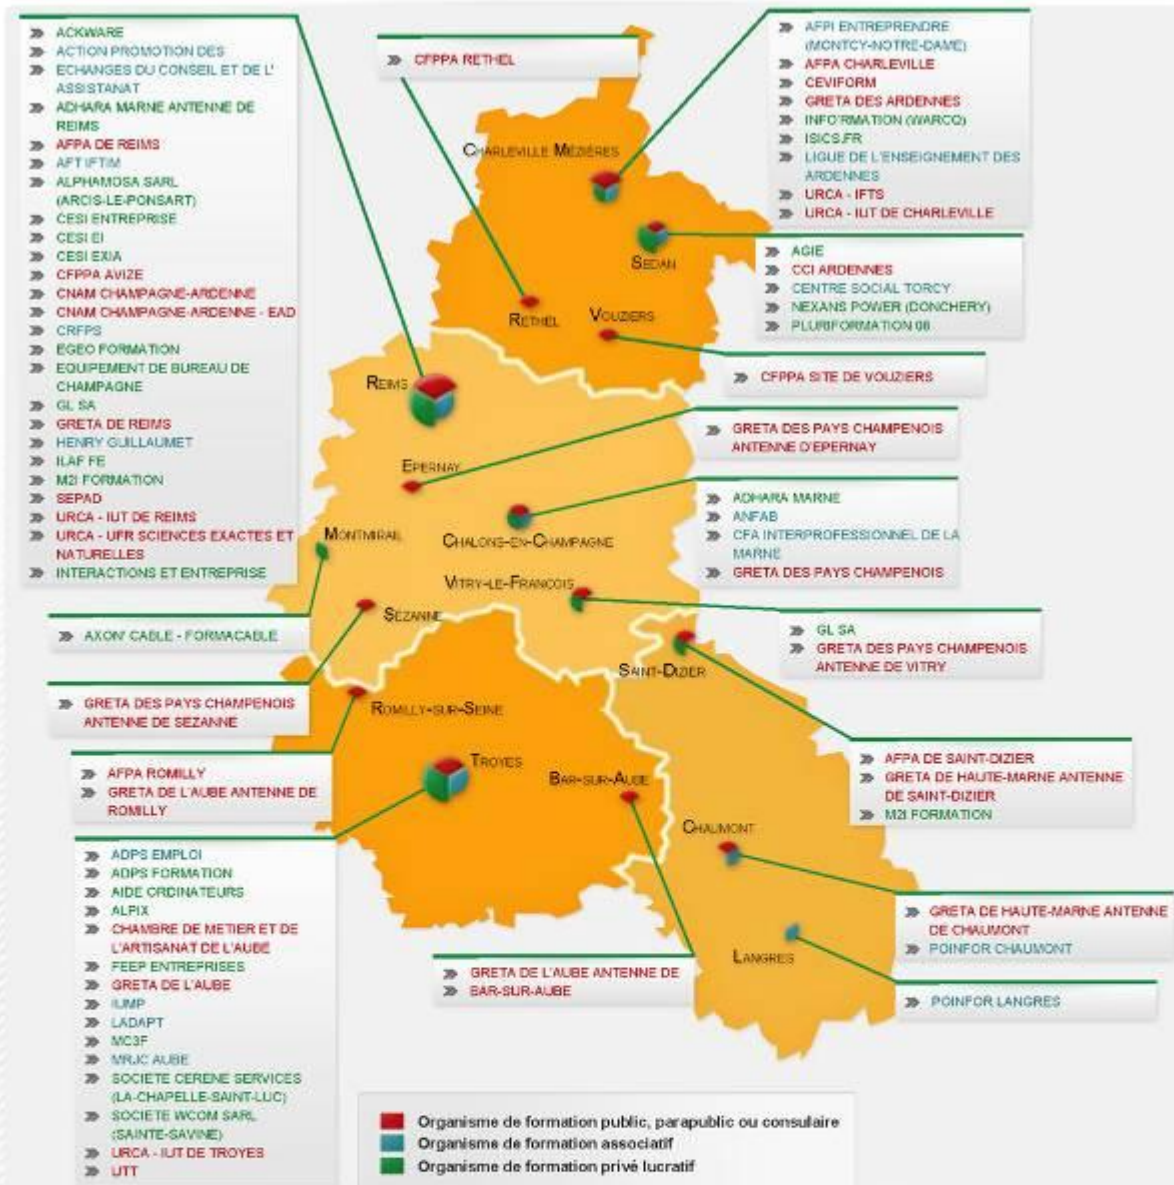 ACKWARE
ACTION PROMOTION DES
ECHANGES DU CONSEIL ET DE L'
ASSISTANAT
ADHARA MARNE ANTENNE DE
REIMS
AFPA DE REIMS
AFT IFTIM
ALPHAMOSA SARL
(ARCIS-LE-PONSART)
CESI ENTREPRISE
CESI EI
CESI EXIA
CFPPA AVIZE
CNAM CHAMPAGNE-ARDENNE
CNAM CHAMPAGNE-ARDENNE - EAD
CRFPS
EGEO FORMATION
EQUIPEMENT DE BUREAU DE
CHAMPAGNE
GL SA
GRETA DE REIMS
HENRY GUILLAUMET
ILAF FE
M2I FORMATION
SEPAD
URCA - IUT DE REIMS
URCA - UFR SCIENCES EXACTES ET
NATURELLES
INTERACTIONS ET ENTREPRISE
CFPPA RETHEL
AFPI ENTREPRENDRE
(MONTCY-NOTRE-DAME)
AFPA CHARLEVILLE
CEVIFORM
GRETA DES ARDENNES
INFO'RMATION (WARCQ)
ISICS.FR
LIGUE DE L'ENSEIGNEMENT DES
ARDENNES
URCA - IFTS
URCA - IUT DE CHARLEVILLE
AGIE
CCI ARDENNES
CENTRE SOCIAL TORCY
NEXANS POWER (DONCHERY)
PLURIFORMATION 08
CFPPA SITE DE VOUZIERS
GRETA DES PAYS CHAMPENOIS
ANTENNE D'EPERNAY
ADHARA MARNE
ANFAB
CFA INTERPROFESSIONNEL DE LA
MARNE
GRETA DES PAYS CHAMPENOIS
GL SA
GRETA DES PAYS CHAMPENOIS
ANTENNE DE VITRY
AXON' CABLE - FORMACABLE
GRETA DES PAYS CHAMPENOIS
ANTENNE DE SEZANNE
AFPA ROMILLY
GRETA DE L'AUBE ANTENNE DE
ROMILLY
ADPS EMPLOI
ADPS FORMATION
AIDE ORDINATEURS
ALPIX
CHAMBRE DE METIER ET DE
L'ARTISANAT DE L'AUBE
FEEP ENTREPRISES
GRETA DE L'AUBE
IUMP
LADAPT
MC3F
MRJC AUBE
SOCIETE CERENE SERVICES
(LA-CHAPELLE-SAINT-LUC)
SOCIETE WCOM SARL
(SAINTE-SAVINE)
URCA - IUT DE TROYES
UTT
AFPA DE SAINT-DIZIER
GRETA DE HAUTE-MARNE ANTENNE
DE SAINT-DIZIER
M2I FORMATION
GRETA DE HAUTE-MARNE ANTENNE
DE CHAUMONT
POINFOR CHAUMONT
POINFOR LANGRES
GRETA DE L'AUBE ANTENNE DE
BAR-SUR-AUBE
CHARLEVILLE MÉZIÈRES
SEDAN
RETHEL
VOUZIERS
REIMS
EPERNAY
MONTMIRAIL
CHALONS-EN-CHAMPAGNE
VITRY-LE-FRANCOIS
SEZANNE
SAINT-DIZIER
ROMILLY-SUR-SEINE
TROYES
BAR-SUR-AUBE
CHAUMONT
LANGRES
Organisme de formation public, parapublic ou consulaire
Organisme de formation associatif
Organisme de formation privé lucratif